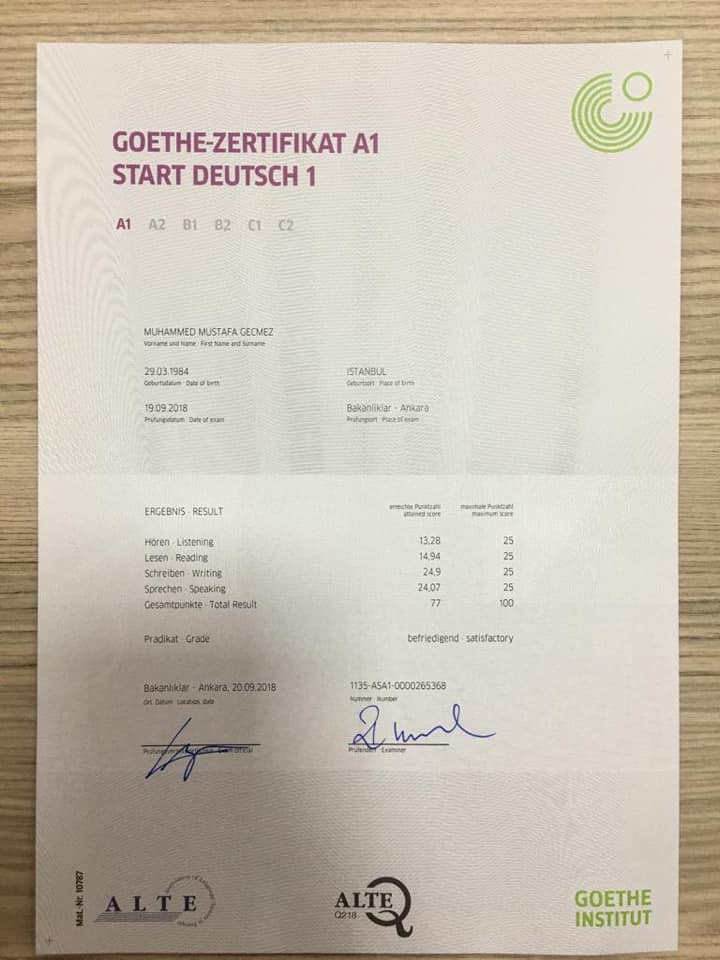 GOETHE-ZERTIFIKAT A1
START DEUTSCH 1
A1 A2 B1 B2 C1 C2
MUHAMMED MUSTAFA GECMEZ
Vorname und Name · First Name and Surname
29.03.1984 ISTANBUL
Geburtsdatum · Date of birth Geburtsort · Place of birth
19.09.2018 Bakanlıklar - Ankara
Prüfungsdatum · Date of exam Prüfungsort · Place of exam
ERGEBNIS · RESULT erreichte Punktzahl maximale Punktzahl
attained score maximum score
Hören · Listening 13,28 25
Lesen · Reading 14,94 25
Schreiben · Writing 24,9 25
Sprechen · Speaking 24,07 25
Gesamtpunkte · Total Result 77 100
Prädikat · Grade befriedigend · satisfactory
Bakanlıklar - Ankara, 20.09.2018 1135-ASA1-0000265368
Ort, Datum · Location, date Nummer · Number
Exam official Prüfende/r · Examiner
Mat.-Nr. 10787
ALTE
ALTE
Q218
GOETHE
INSTITUT